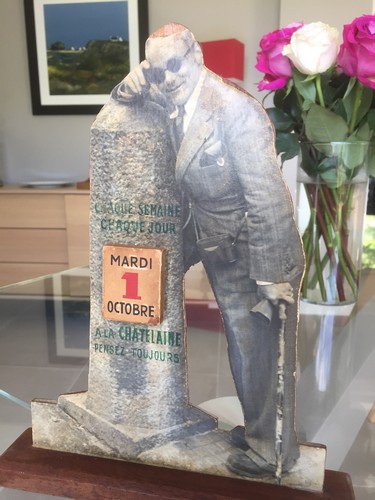 CHAQUE SEMAINE
CHAQUE JOUR
MARDI
1
OCTOBRE
A LA CHATELAINE
PENSEZ TOUJOURS